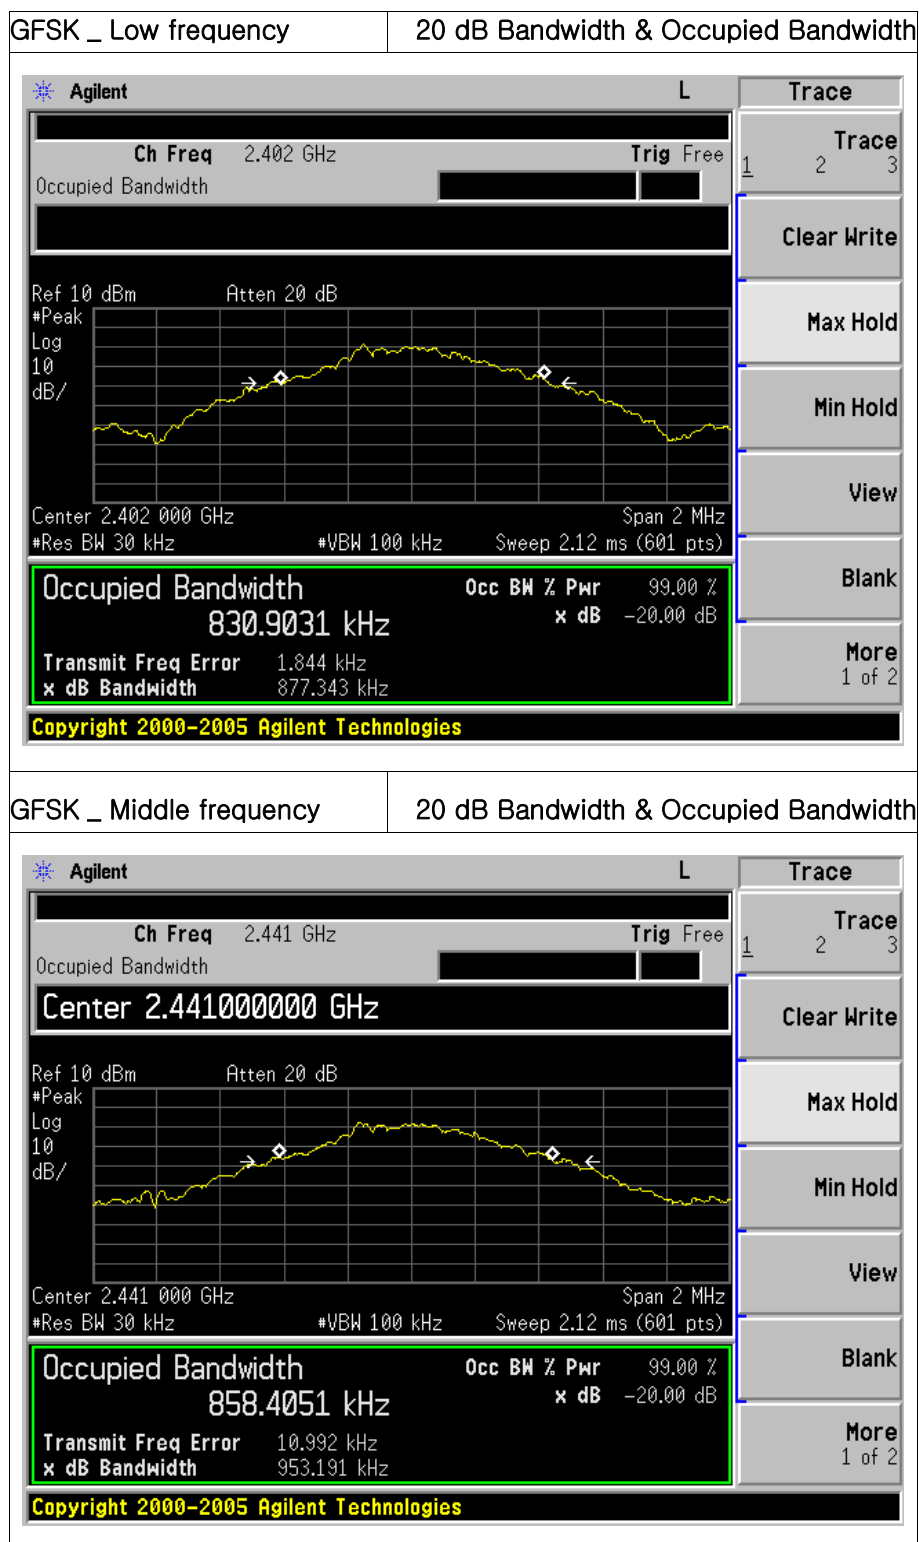 GFSK _ Low frequency 20 dB Bandwidth & Occupied Bandwidth
Agilent L Trace
Ch Freq 2.402 GHz Trig Free
Occupied Bandwidth
Trace
1 2 3
Clear Write
Ref 10 dBm Atten 20 dB
#Peak
Log
10
dB/
Max Hold
Min Hold
View
Center 2.402 000 GHz Span 2 MHz
#Res BW 30 kHz #VBW 100 kHz Sweep 2.12 ms (601 pts)
Occupied Bandwidth Occ BW % Pwr 99.00 %
830.9031 kHz x dB -20.00 dB
Transmit Freq Error 1.844 kHz
x dB Bandwidth 877.343 kHz
Blank
More
1 of 2
Copyright 2000-2005 Agilent Technologies
GFSK _ Middle frequency 20 dB Bandwidth & Occupied Bandwidth
Agilent L Trace
Ch Freq 2.441 GHz Trig Free
Occupied Bandwidth
Center 2.441000000 GHz
Trace
1 2 3
Clear Write
Ref 10 dBm Atten 20 dB
#Peak
Log
10
dB/
Max Hold
Min Hold
View
Center 2.441 000 GHz Span 2 MHz
#Res BW 30 kHz #VBW 100 kHz Sweep 2.12 ms (601 pts)
Occupied Bandwidth Occ BW % Pwr 99.00 %
858.4051 kHz x dB -20.00 dB
Transmit Freq Error 10.992 kHz
x dB Bandwidth 953.191 kHz
Blank
More
1 of 2
Copyright 2000-2005 Agilent Technologies